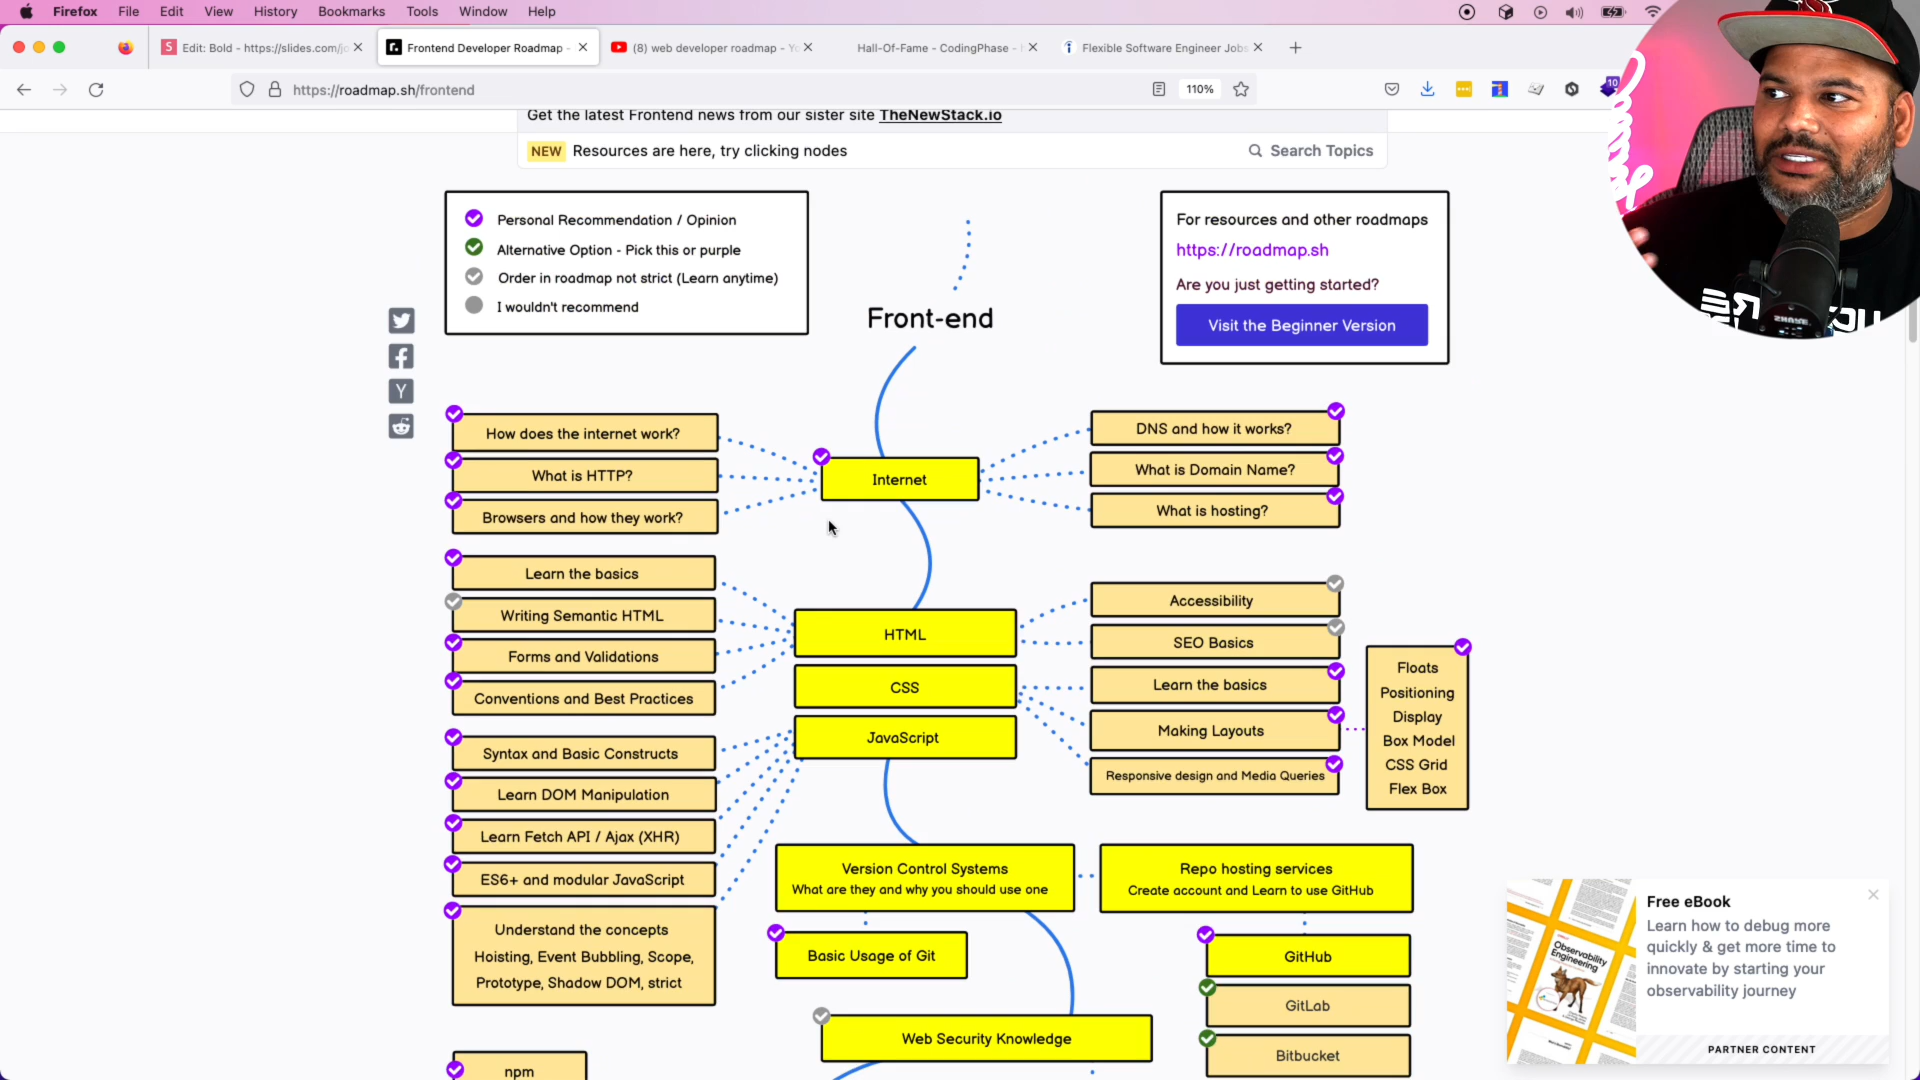 Firefox File Edit View History Bookmarks Tools Window Help
Edit: Bold - https://slides.com/jo
Frontend Developer Roadmap -
(8) web developer roadmap - Yo
Hall-Of-Fame - CodingPhase -
Flexible Software Engineer Jobs
https://roadmap.sh/frontend
110%
10
Get the latest Frontend news from our sister site TheNewStack.io
NEW Resources are here, try clicking nodes
Search Topics
Personal Recommendation / Opinion
Alternative Option - Pick this or purple
Order in roadmap not strict (Learn anytime)
I wouldn't recommend
Front-end
For resources and other roadmaps
https://roadmap.sh
Are you just getting started?
Visit the Beginner Version
How does the internet work?
What is HTTP?
Browsers and how they work?
Internet
DNS and how it works?
What is Domain Name?
What is hosting?
Learn the basics
Writing Semantic HTML
Forms and Validations
Conventions and Best Practices
HTML
CSS
JavaScript
Accessibility
SEO Basics
Learn the basics
Making Layouts
Responsive design and Media Queries
Floats
Positioning
Display
Box Model
CSS Grid
Flex Box
Syntax and Basic Constructs
Learn DOM Manipulation
Learn Fetch API / Ajax (XHR)
ES6+ and modular JavaScript
Understand the concepts
Hoisting, Event Bubbling, Scope,
Prototype, Shadow DOM, strict
Version Control Systems
What are they and why you should use one
Repo hosting services
Create account and Learn to use GitHub
Basic Usage of Git
GitHub
GitLab
Bitbucket
Web Security Knowledge
npm
Free eBook
Learn how to debug more
quickly & get more time to
innovate by starting your
observability journey
Observability
Engineering
PARTNER CONTENT
SHURE